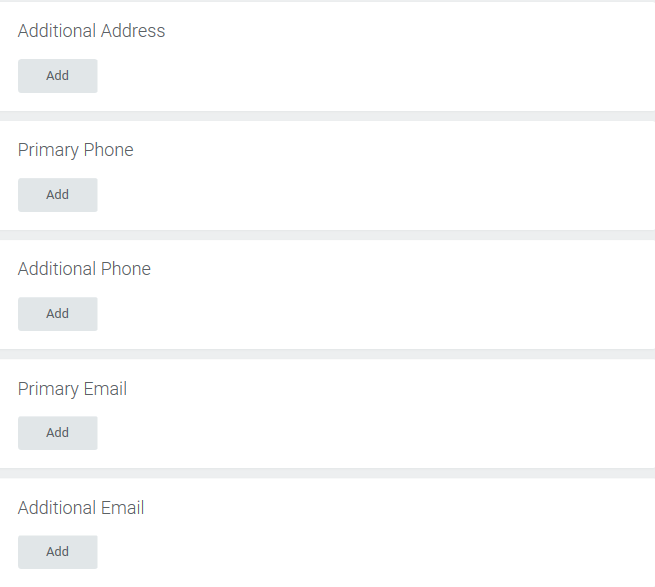 Additional Address
Add
Primary Phone
Add
Additional Phone
Add
Primary Email
Add
Additional Email
Add